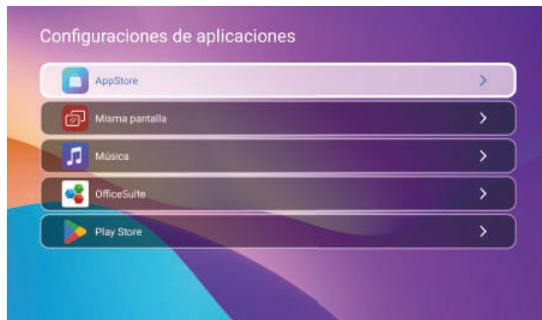 Configuraciones de aplicaciones
AppStore
Misma pantalla
Música
OfficeSuite
Play Store